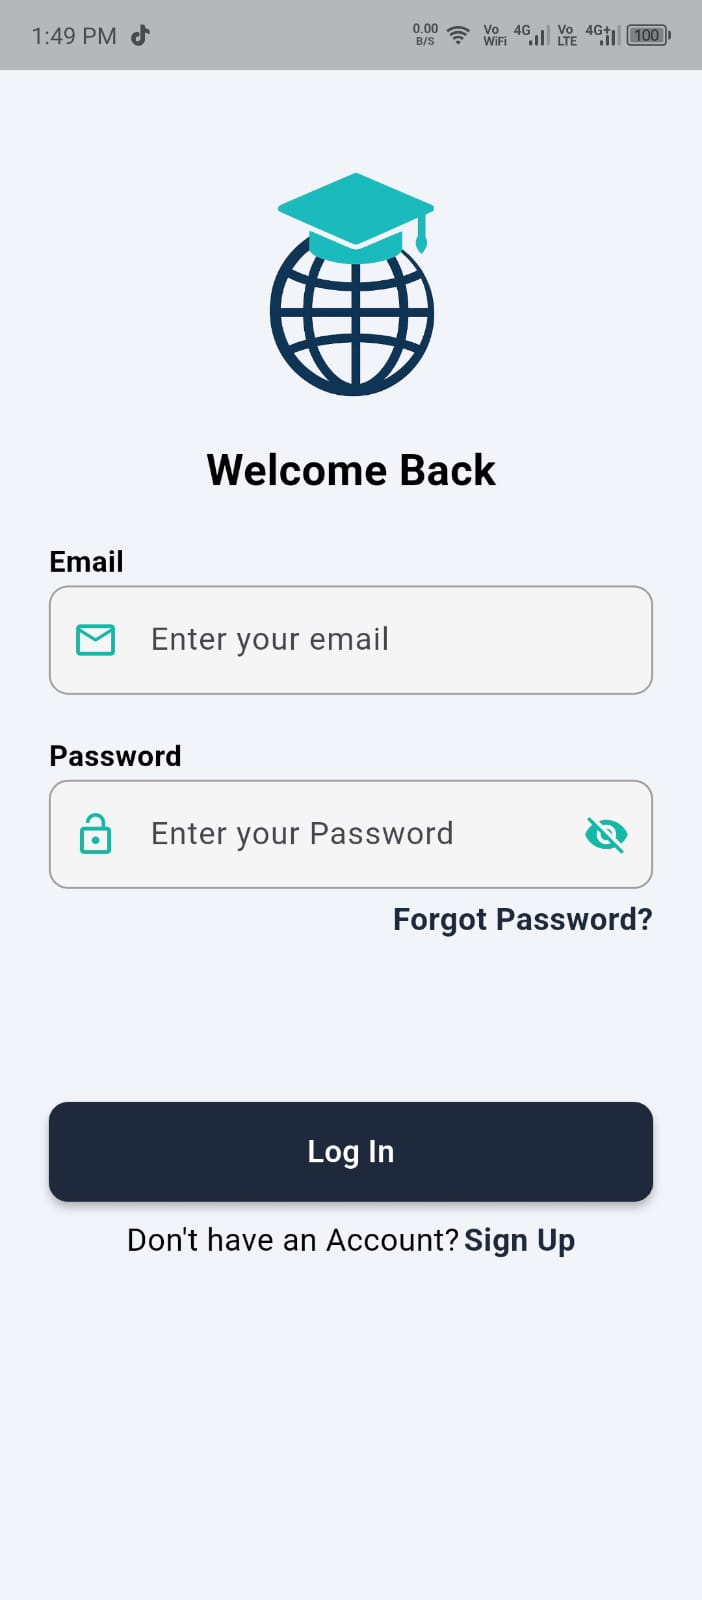 1:49 PM 0.00 B/S Vo WiFi 4G Vo LTE 4G+ 100
Welcome Back
Email
Enter your email
Password
Enter your Password
Forgot Password?
Log In
Don't have an Account? Sign Up